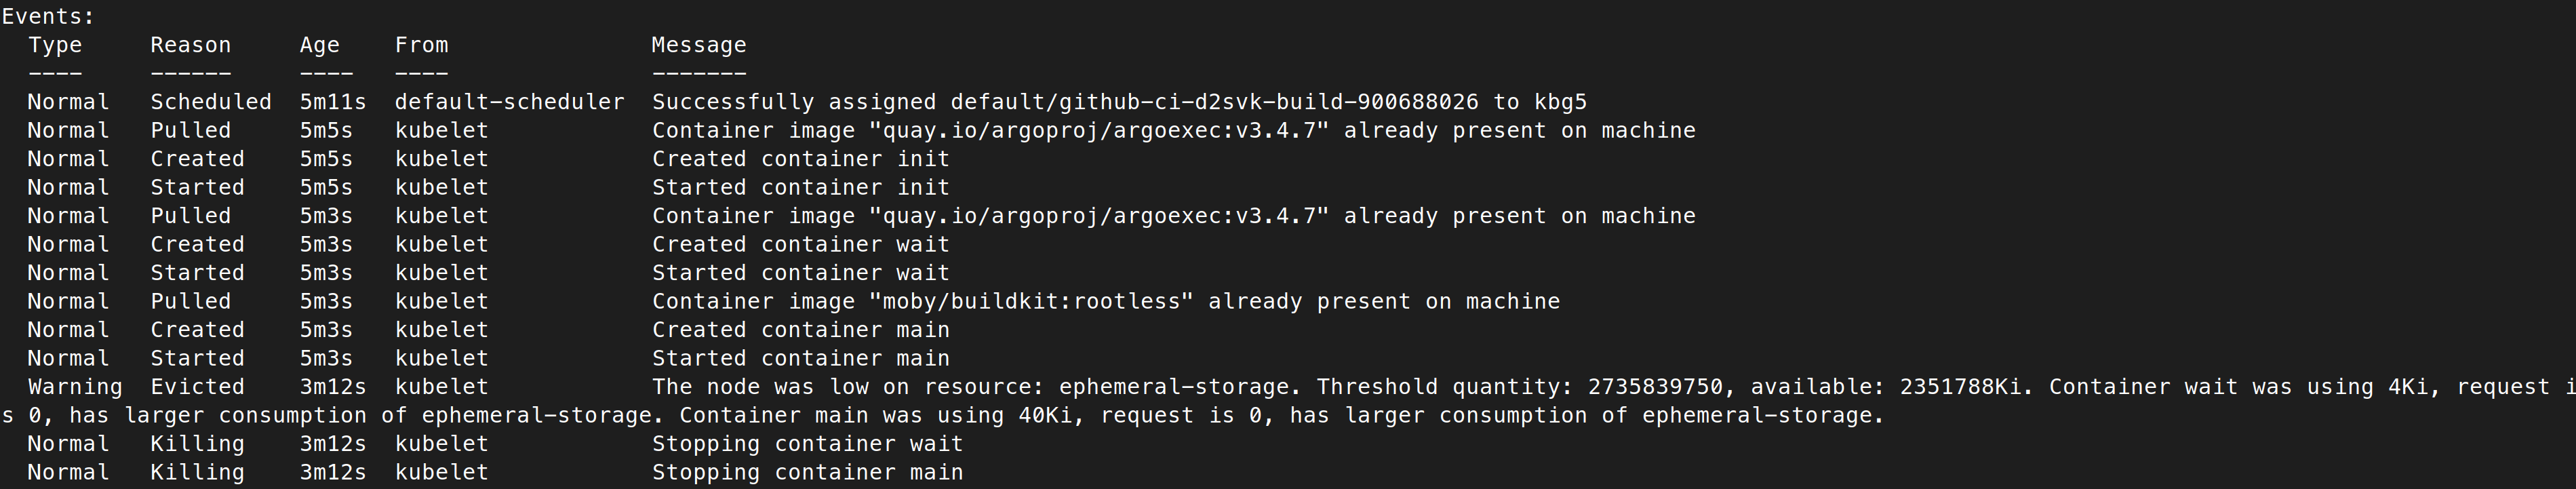 Events:
Type Reason Age From Message
---- ------ ---- ---- -------
Normal Scheduled 5m11s default-scheduler Successfully assigned default/github-ci-d2svk-build-900688026 to kbg5
Normal Pulled 5m5s kubelet Container image "quay.io/argoproj/argoexec:v3.4.7" already present on machine
Normal Created 5m5s kubelet Created container init
Normal Started 5m5s kubelet Started container init
Normal Pulled 5m3s kubelet Container image "quay.io/argoproj/argoexec:v3.4.7" already present on machine
Normal Created 5m3s kubelet Created container wait
Normal Started 5m3s kubelet Started container wait
Normal Pulled 5m3s kubelet Container image "moby/buildkit:rootless" already present on machine
Normal Created 5m3s kubelet Created container main
Normal Started 5m3s kubelet Started container main
Warning Evicted 3m12s kubelet The node was low on resource: ephemeral-storage. Threshold quantity: 2735839750, available: 2351788Ki. Container wait was using 4Ki, request i
s 0, has larger consumption of ephemeral-storage. Container main was using 40Ki, request is 0, has larger consumption of ephemeral-storage.
Normal Killing 3m12s kubelet Stopping container wait
Normal Killing 3m12s kubelet Stopping container main